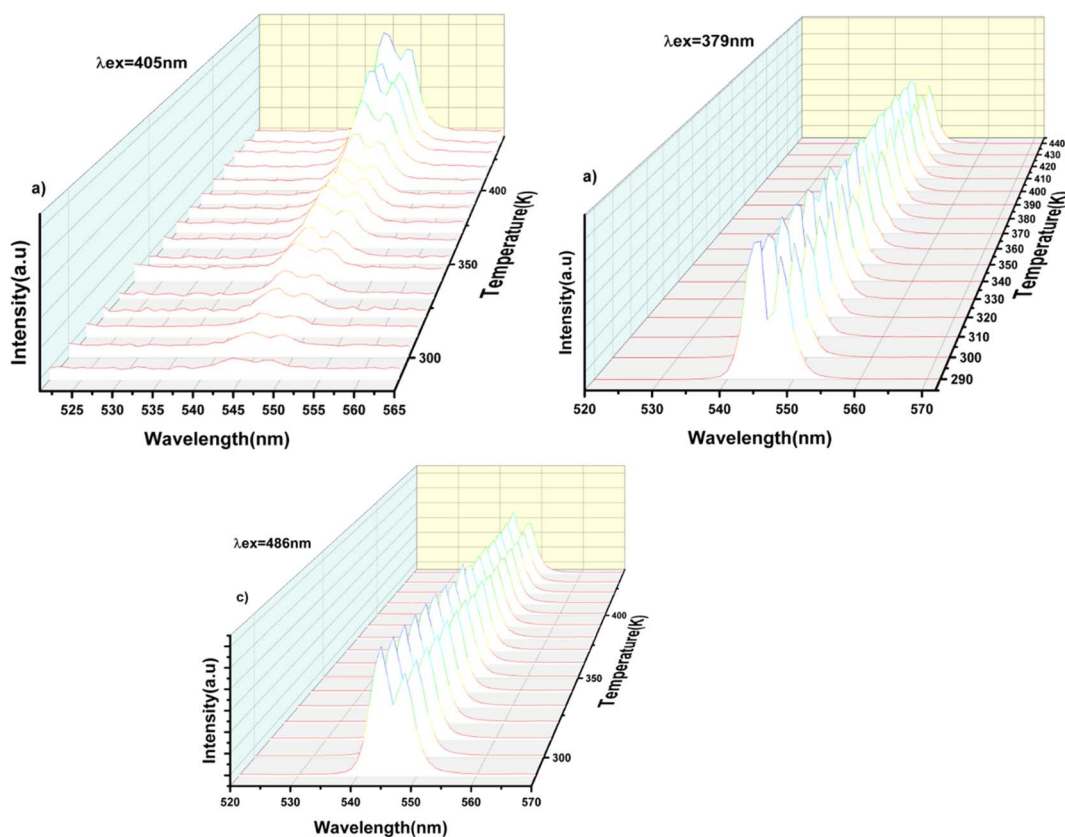 λex=405nm
a)
Intensity(a.u)
400
350
300
Temperature(K)
525 530 535 540 545 550 555 560 565
Wavelength(nm)
λex=379nm
a)
Intensity(a.u)
440
430
420
410
400
390
380
370
360
350
340
330
320
310
300
290
Temperature(K)
520 530 540 550 560 570
Wavelength(nm)
λex=486nm
c)
Intensity(a.u)
400
350
300
Temperature(K)
520 530 540 550 560 570
Wavelength(nm)